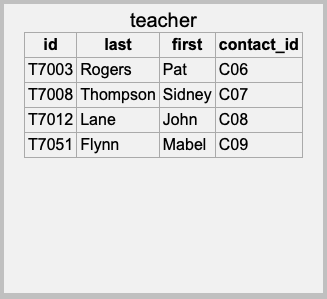 teacher
id last first contact_id
T7003 Rogers Pat C06
T7008 Thompson Sidney C07
T7012 Lane John C08
T7051 Flynn Mabel C09